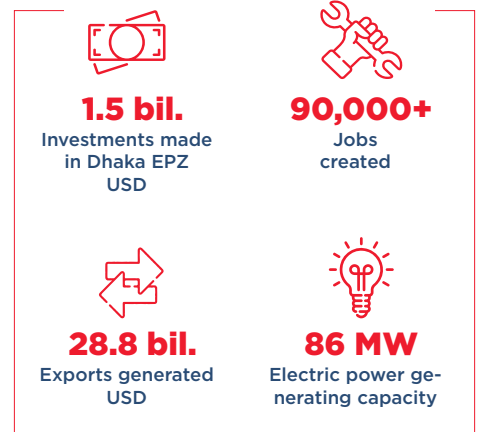 1.5 bil.
Investments made
in Dhaka EPZ
USD
90,000+
Jobs
created
28.8 bil.
Exports generated
USD
86 MW
Electric power ge-
nerating capacity